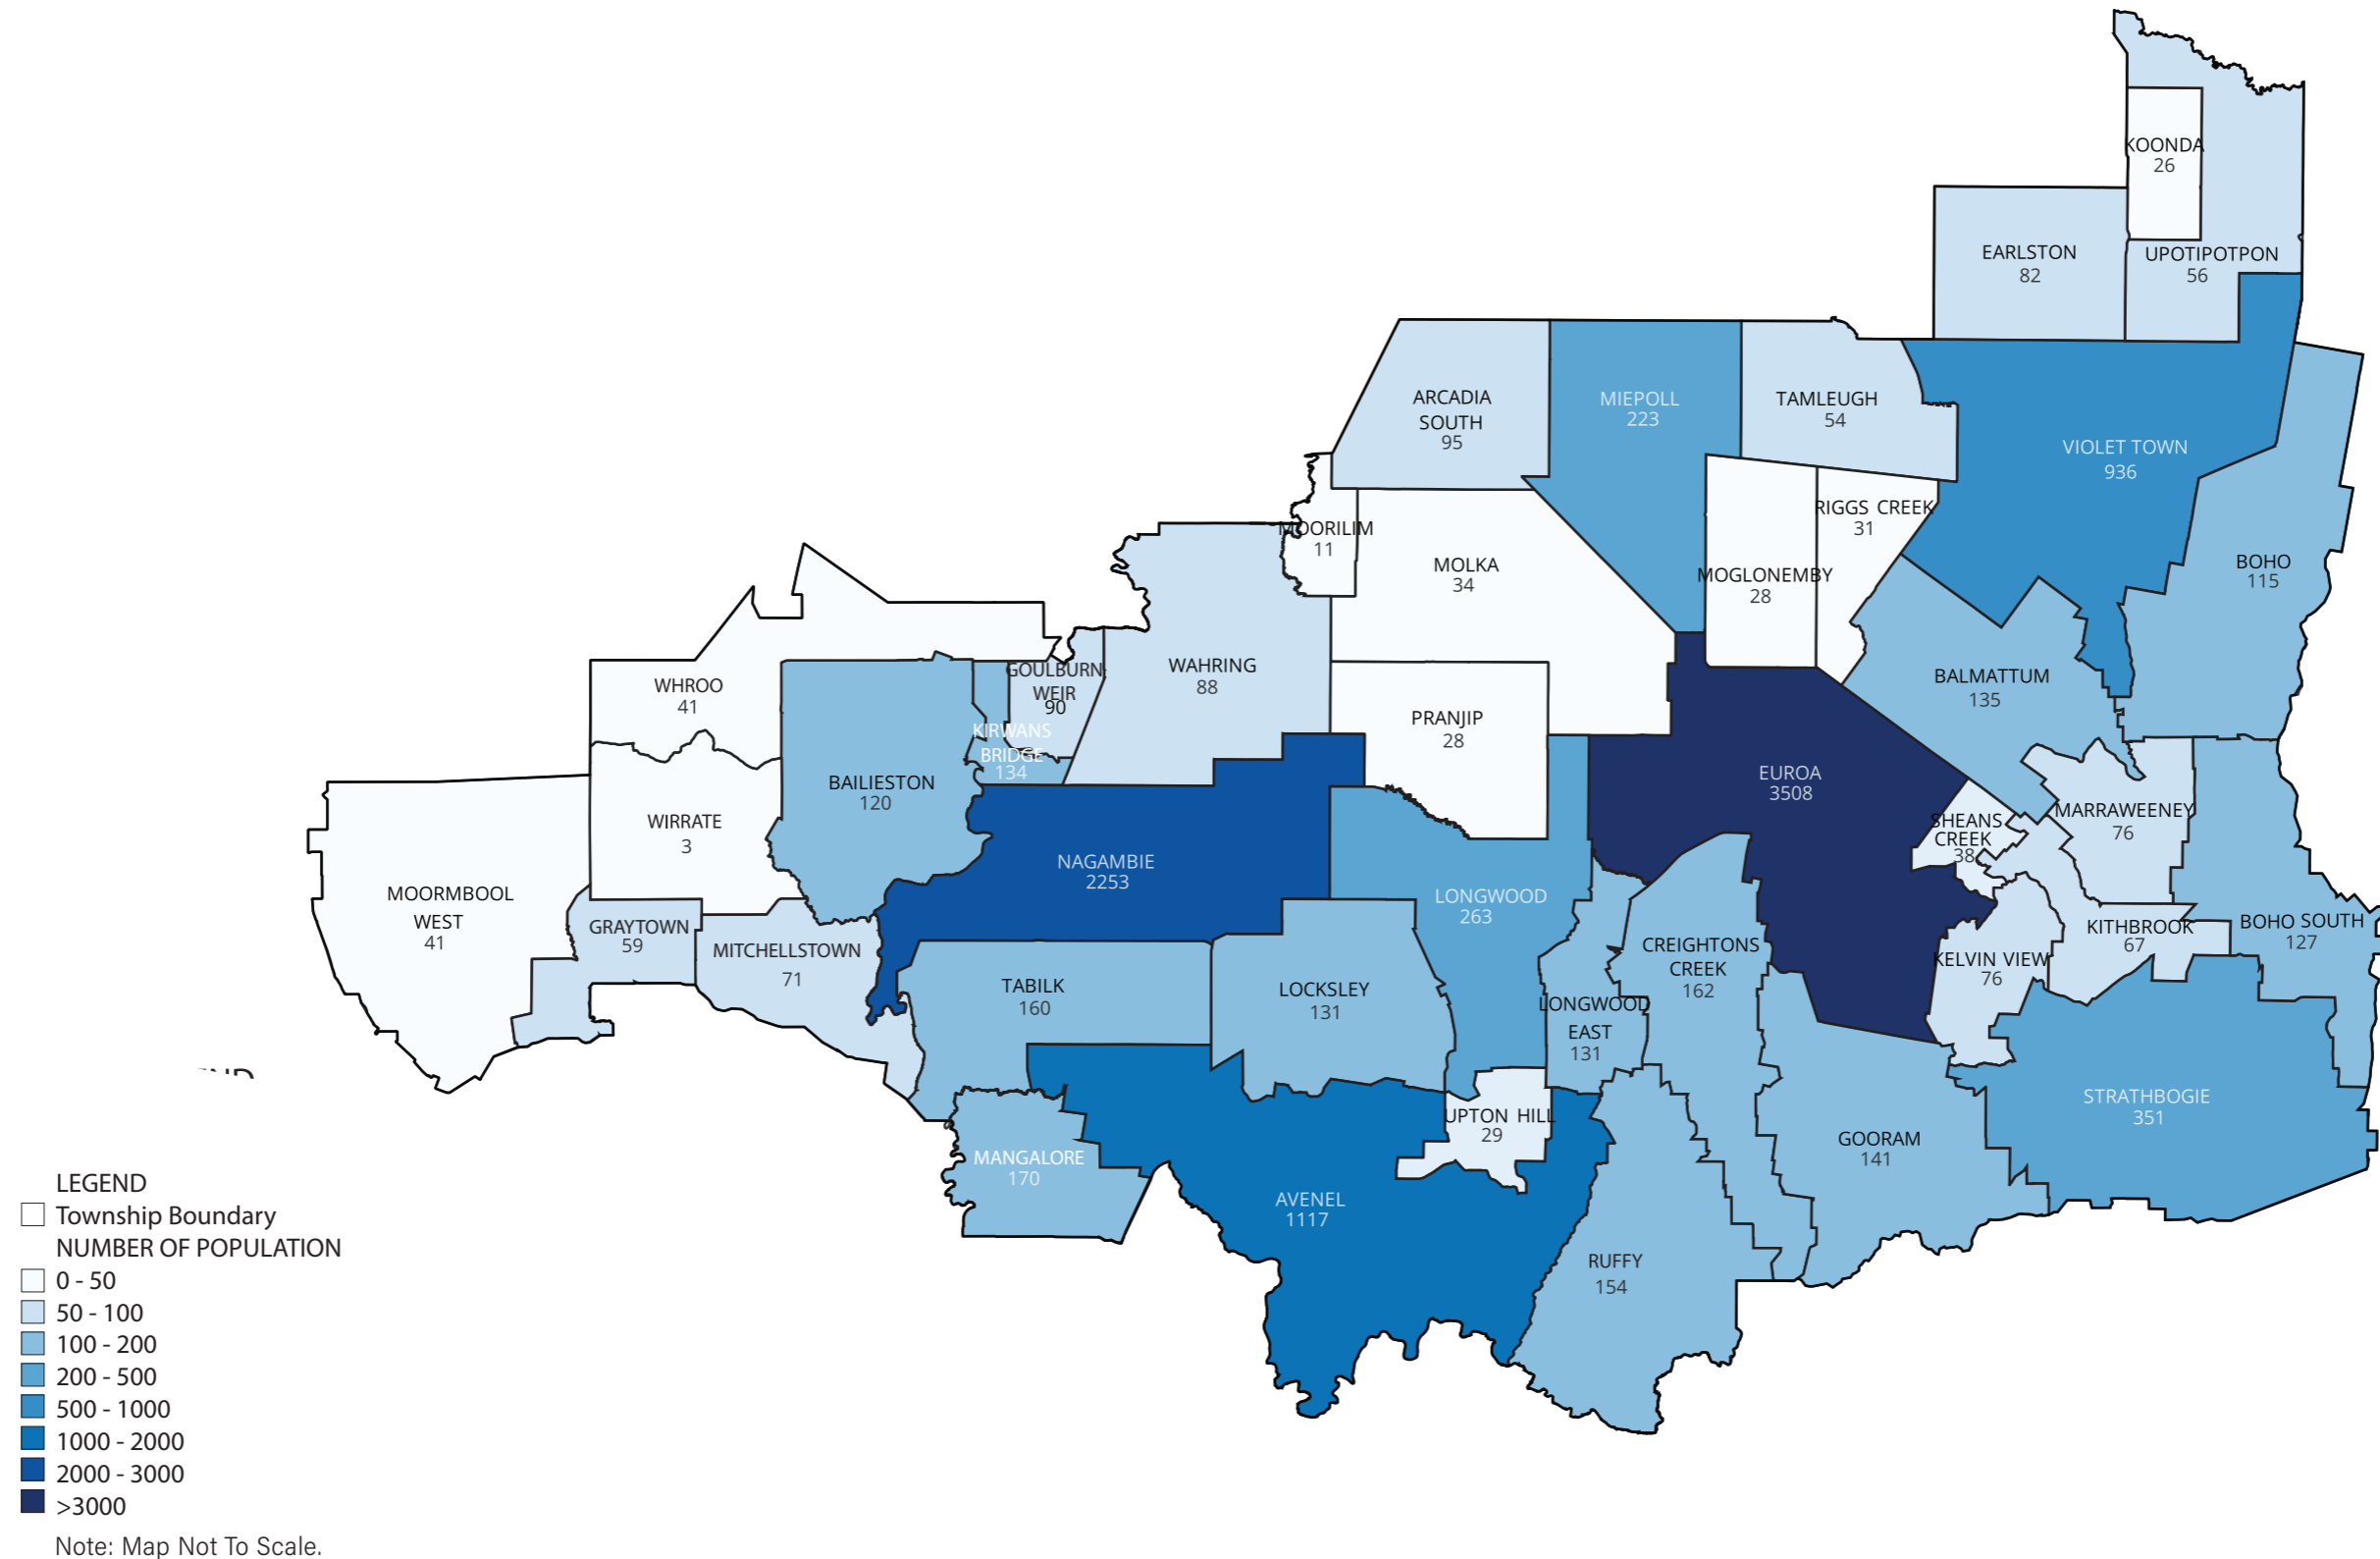 KOONDA
26
EARLSTON
82
UPOTIPOTPON
56
ARCADIA
SOUTH
95
MIEPOLL
223
TAMLEUGH
54
VIOLET TOWN
936
RIGGS CREEK
31
MOORILIM
11
MOLKA
34
MOGLONEMBY
28
BOHO
115
WHROO
41
GOULBURN
WEIR
90
WAHRING
88
BALMATTUM
135
KIRWANS
BRIDGE
134
PRANJIP
28
BAILIESTON
120
EUROA
3508
WIRRATE
3
SHEANS
CREEK
38
MARRAWEENEY
76
NAGAMBIE
2253
MOORMBOOL
WEST
41
LONGWOOD
263
GRAYTOWN
59
MITCHELLSTOWN
71
CREIGHTONS
CREEK
162
KITHBROOK
67
BOHO SOUTH
127
KELVIN VIEW
76
TABILK
160
LOCKSLEY
131
LONGWOOD
EAST
131
STRATHBOGIE
351
UPTON HILL
29
GOORAM
141
MANGALORE
170
AVENEL
1117
RUFFY
154
LEGEND
Township Boundary
NUMBER OF POPULATION
0 - 50
50 - 100
100 - 200
200 - 500
500 - 1000
1000 - 2000
2000 - 3000
>3000
Note: Map Not To Scale.